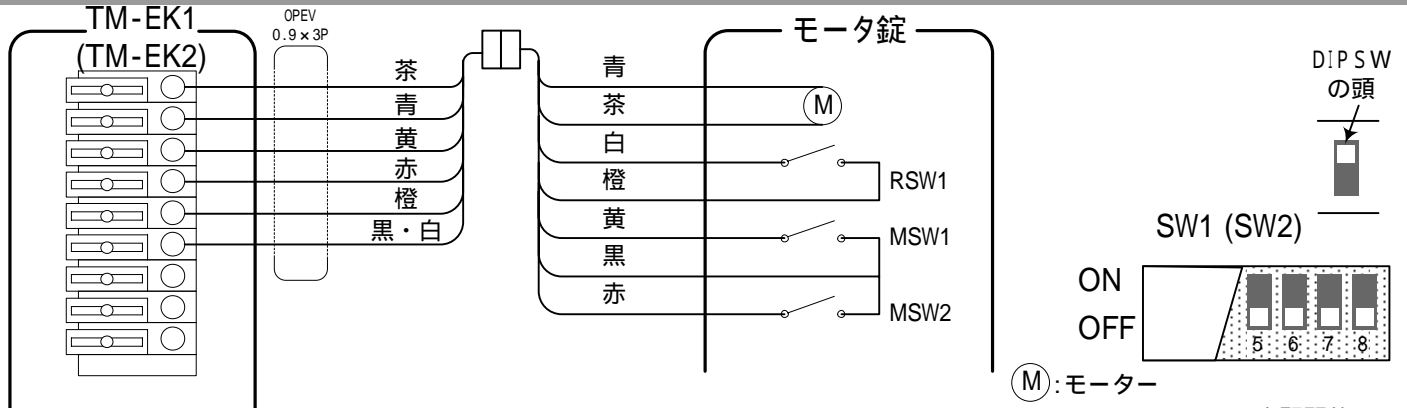 TM-EK1
(TM-EK2)
OPEV
0.9×3P
茶
青
黄
赤
橙
黒・白
青
茶
白
橙
黄
黒
赤
モータ錠
M
RSW1
MSW1
MSW2
DIPSW
の頭
SW1 (SW2)
ON
OFF
5 6 7 8
M:モーター